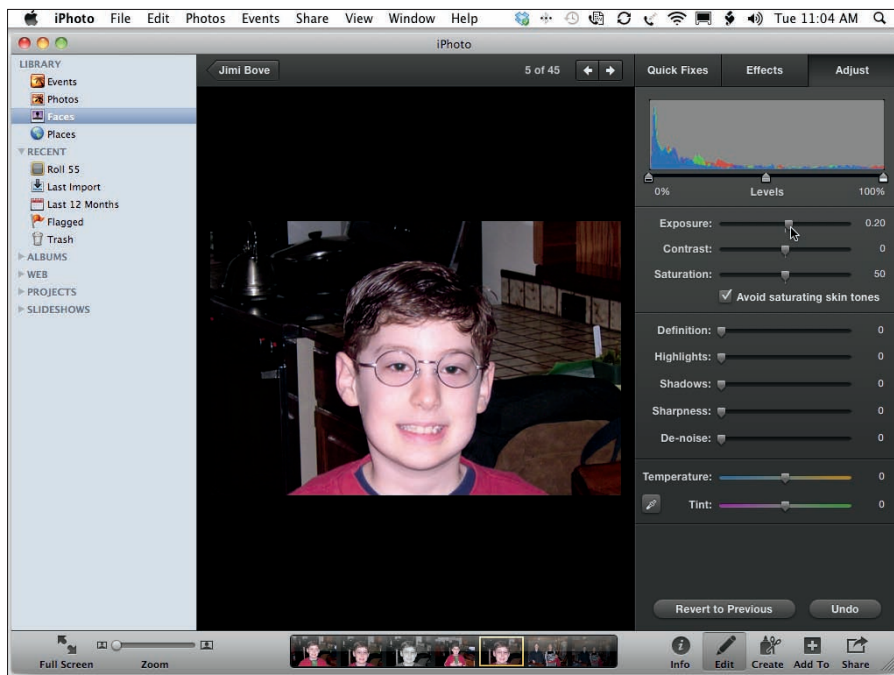 iPhoto File Edit Photos Events Share View Window Help Tue 11:04 AM
iPhoto
LIBRARY
Events
Photos
Faces
Places
RECENT
Roll 55
Last Import
Last 12 Months
Flagged
Trash
ALBUMS
WEB
PROJECTS
SLIDESHOWS
Jimi Bove
5 of 45
Quick Fixes Effects Adjust
0% Levels 100%
Exposure: 0.20
Contrast: 0
Saturation: 50
Avoid saturating skin tones
Definition: 0
Highlights: 0
Shadows: 0
Sharpness: 0
De-noise: 0
Temperature: 0
Tint: 0
Revert to Previous Undo
Full Screen Zoom Info Edit Create Add To Share